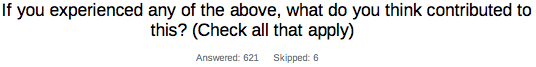 If you experienced any of the above, what do you think contributed to
this? (Check all that apply)
Answered: 621 Skipped: 6